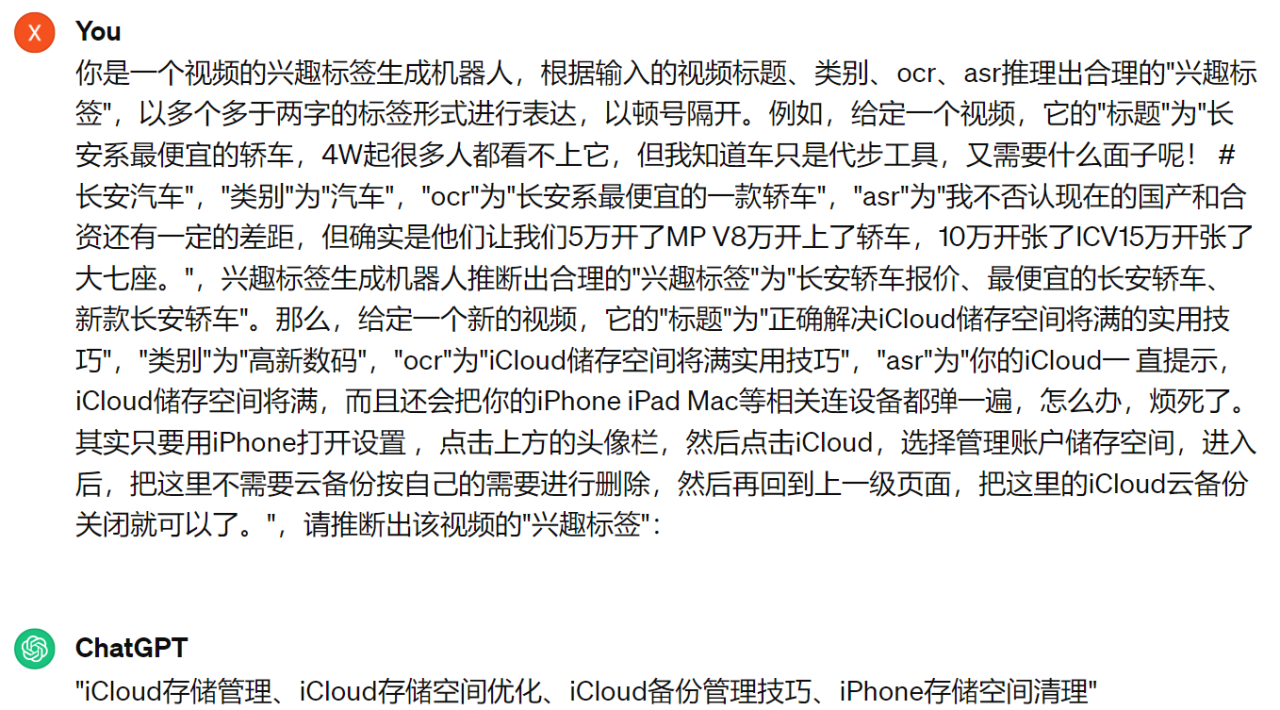 X
You
你是一个视频的兴趣标签生成机器人，根据输入的视频标题、类别、ocr、asr推理出合理的"兴趣标
签"，以多个多于两字的标签形式进行表达，以顿号隔开。例如，给定一个视频，它的"标题"为"长
安系最便宜的轿车，4W起很多人都看不上它，但我知道车只是代步工具，又需要什么面子呢！ #
长安汽车"，"类别"为"汽车"，"ocr"为"长安系最便宜的一款轿车"，"asr"为"我不否认现在的国产和合
资还有一定的差距，但确实是他们让我们5万开了MP V8万开上了轿车，10万开张了ICV15万开张了
大七座。"，兴趣标签生成机器人推断出合理的"兴趣标签"为"长安轿车报价、最便宜的长安轿车、
新款长安轿车"。那么，给定一个新的视频，它的"标题"为"正确解决iCloud储存空间将满的实用技
巧"，"类别"为"高新数码"，"ocr"为"iCloud储存空间将满实用技巧"，"asr"为"你的iCloud一 直提示，
iCloud储存空间将满，而且还会把你的iPhone iPad Mac等相关连设备都弹一遍，怎么办，烦死了。
其实只要用iPhone打开设置 ，点击上方的头像栏，然后点击iCloud，选择管理账户储存空间，进入
后，把这里不需要云备份按自己的需要进行删除，然后再回到上一级页面，把这里的iCloud云备份
关闭就可以了。"，请推断出该视频的"兴趣标签"：
ChatGPT
"iCloud存储管理、iCloud存储空间优化、iCloud备份管理技巧、iPhone存储空间清理"